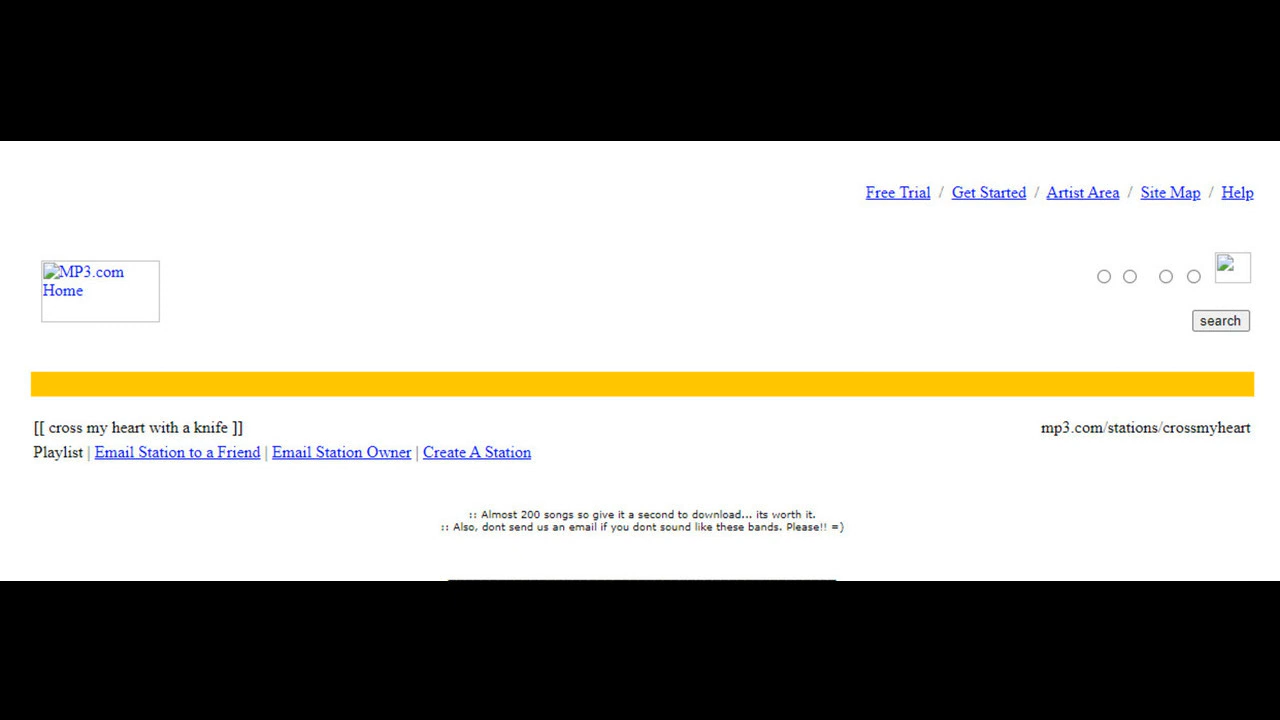 Free Trial / Get Started / Artist Area / Site Map / Help
MP3.com
Home
search
[[ cross my heart with a knife ]]
mp3.com/stations/crossmyheart
Playlist | Email Station to a Friend | Email Station Owner | Create A Station
:: Almost 200 songs so give it a second to download... its worth it.
:: Also, dont send us an email if you dont sound like these bands. Please!! =)